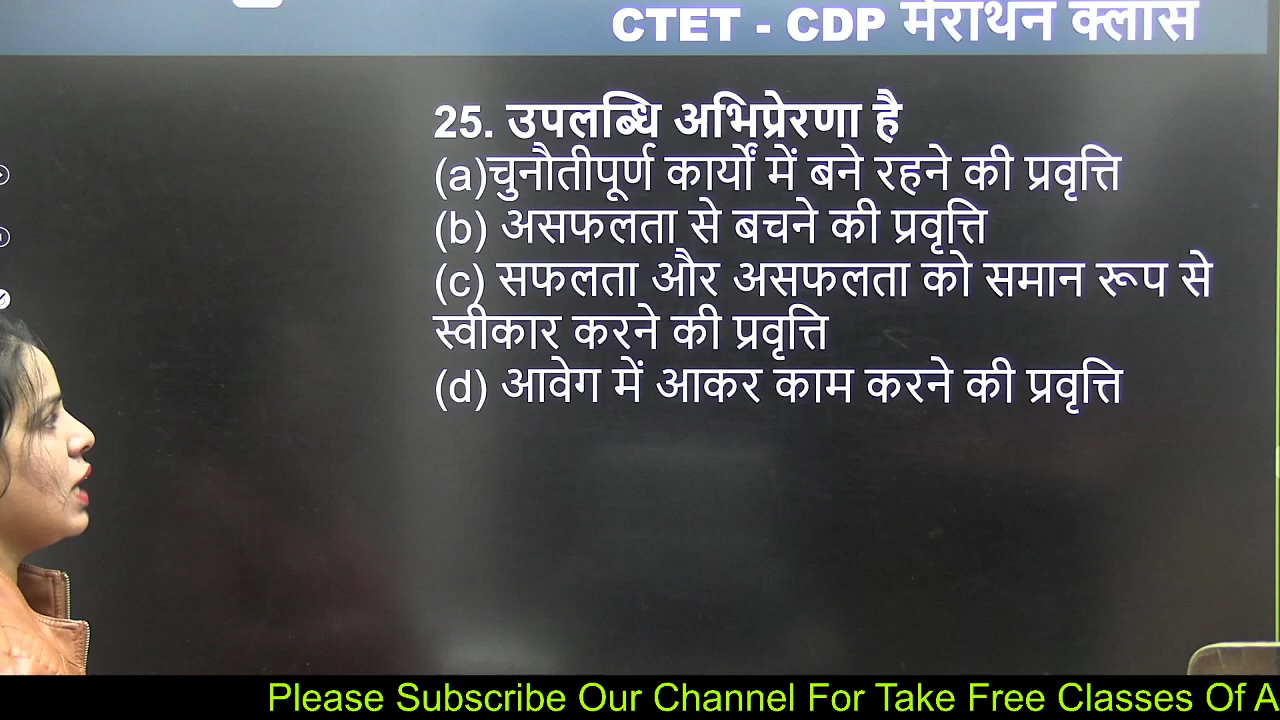 CTET - CDP मैराथन क्लास
25. उपलब्धि अभिप्रेरणा है
(a)चुनौतीपूर्ण कार्यों में बने रहने की प्रवृत्ति
(b) असफलता से बचने की प्रवृत्ति
(c) सफलता और असफलता को समान रूप से
स्वीकार करने की प्रवृत्ति
(d) आवेग में आकर काम करने की प्रवृत्ति
Please Subscribe Our Channel For Take Free Classes Of A